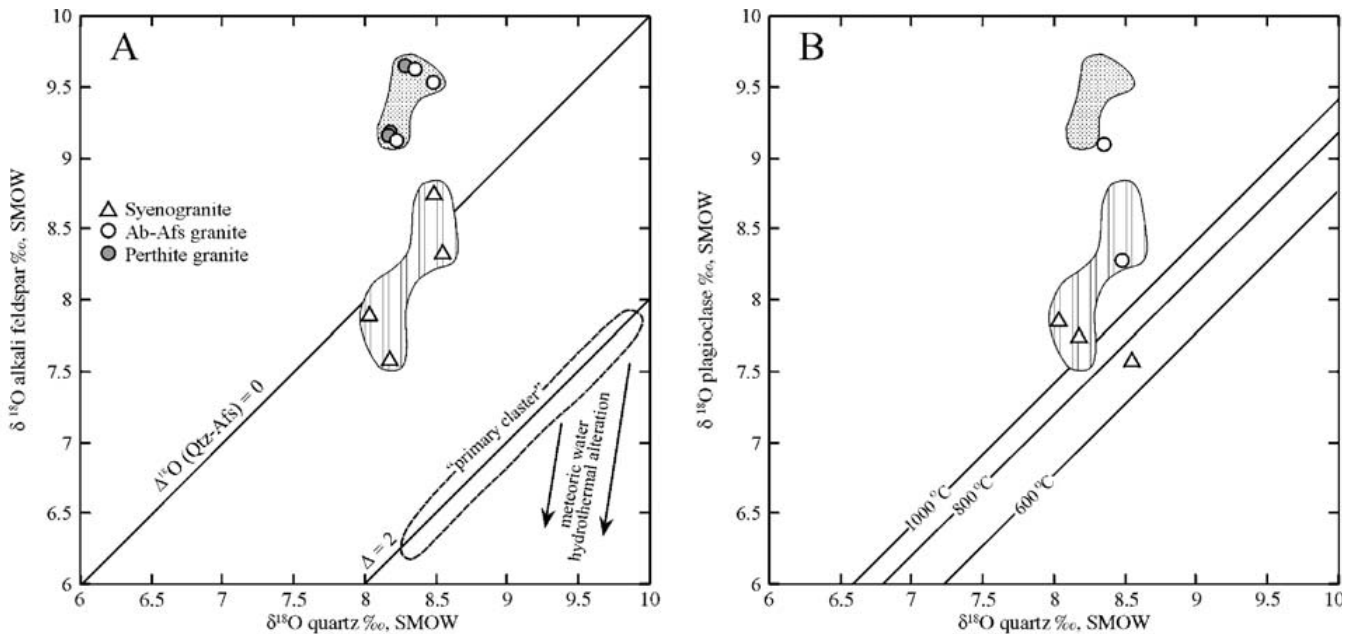 A
10
9.5
9
8.5
8
7.5
7
6.5
6
δ ¹⁸O alkali feldspar ‰, SMOW
△ Syenogranite
○ Ab-Afs granite
● Perthite granite
Δ¹⁸O (Qtz-Afs) = 0
Δ = 2
“primary claster”
meteoric water
hydrothermal alteration
6 6.5 7 7.5 8 8.5 9 9.5 10
δ¹⁸O quartz ‰, SMOW
B
10
9.5
9
8.5
8
7.5
7
6.5
6
δ ¹⁸O plagioclase ‰, SMOW
1000 °C
800 °C
600 °C
6 6.5 7 7.5 8 8.5 9 9.5 10
δ¹⁸O quartz ‰, SMOW